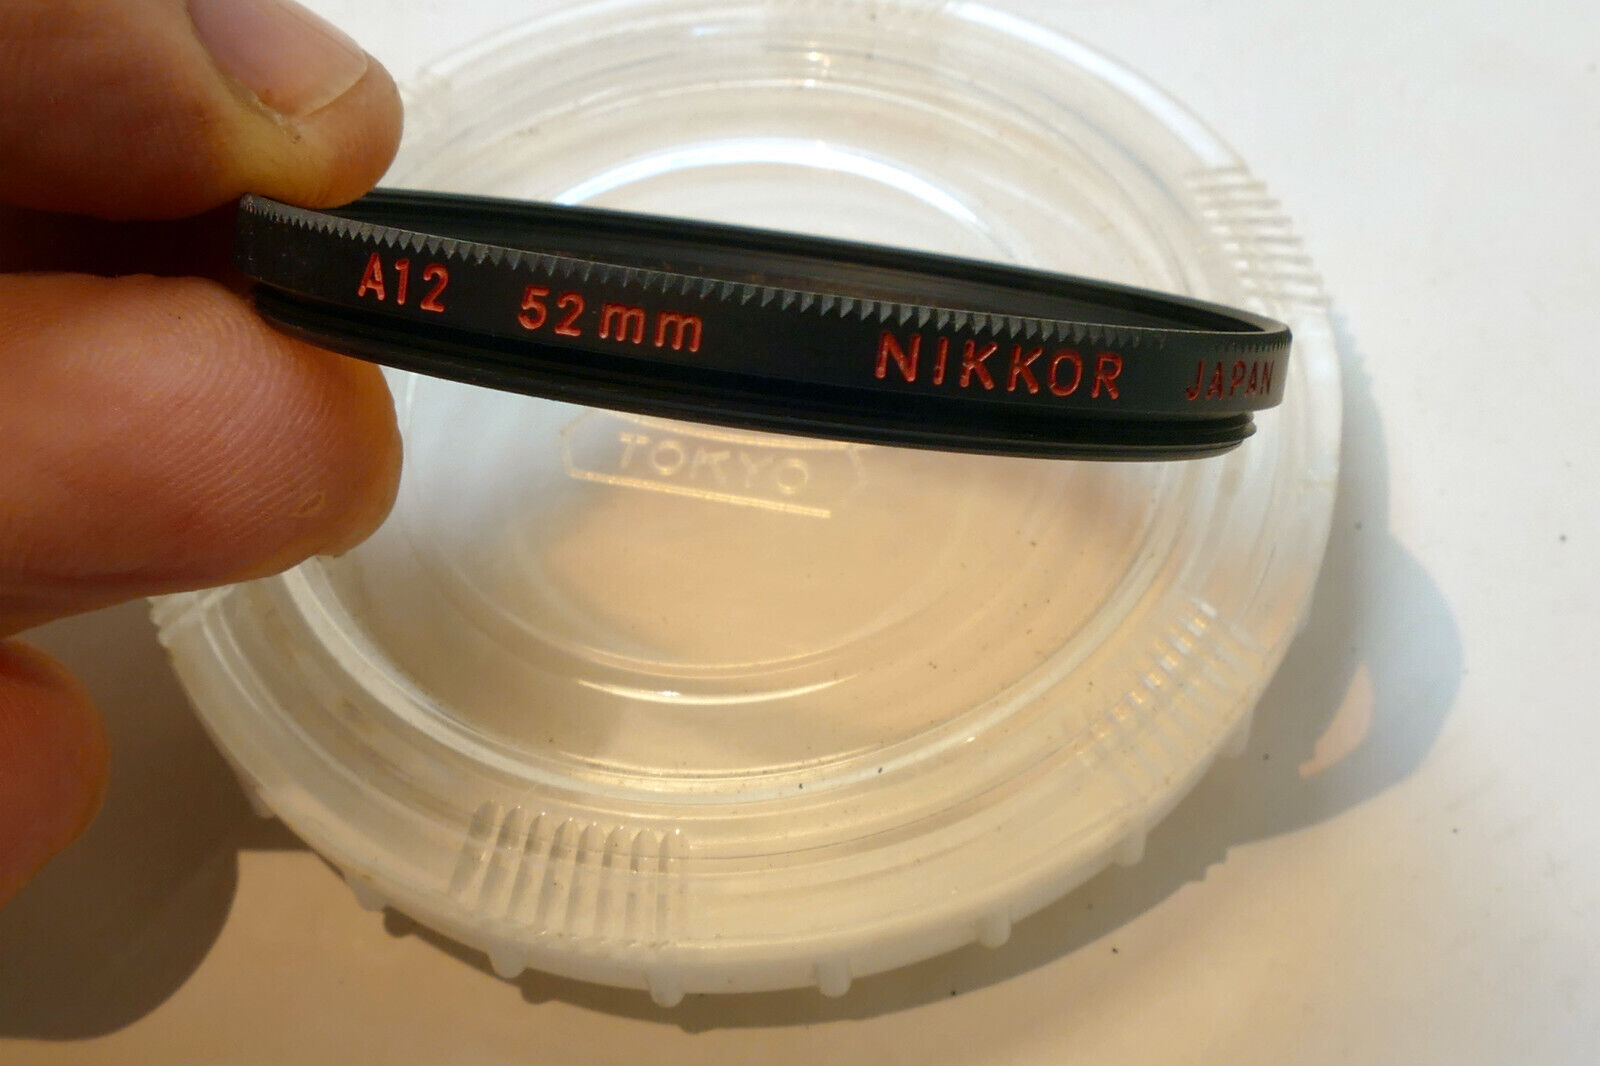 A12 52mm NIKKOR JAPAN
TOKYO